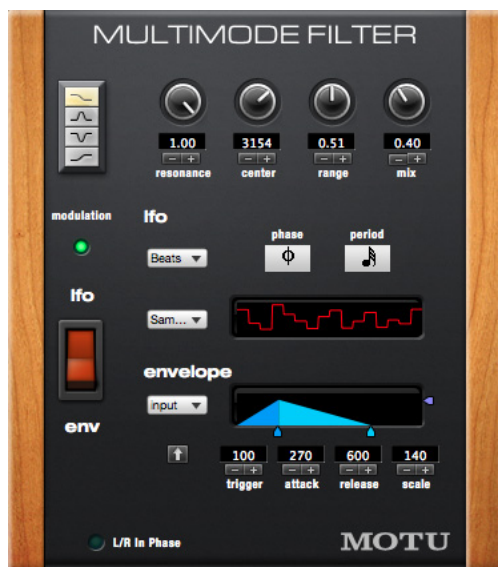 MULTIMODE FILTER
1.00 3154 0.51 0.40
- + - + - + - +
resonance center range mix
modulation lfo
phase period
Beats
lfo
Sam...
envelope
input
env
100 270 600 140
- + - + - + - +
trigger attack release scale
L/R In Phase MOTU